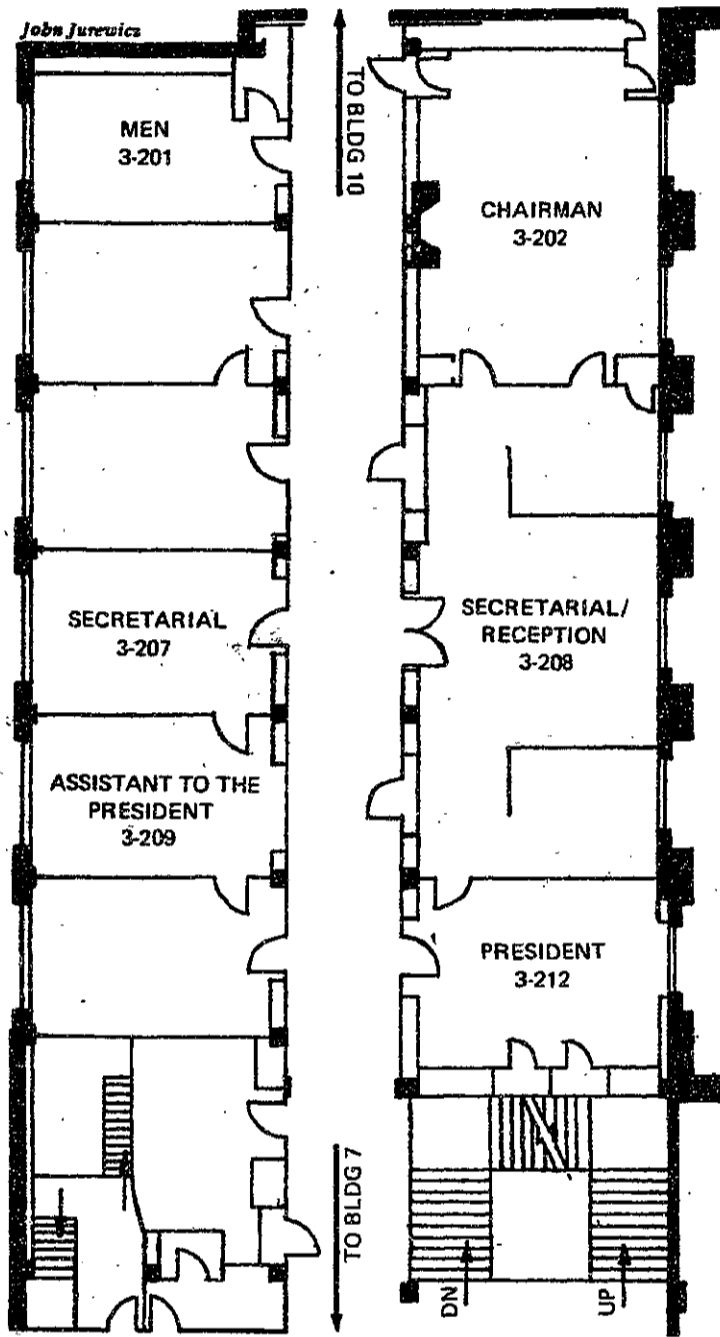 John Jurewicz
MEN
3-201
TO BLDG 10
CHAIRMAN
3-202
SECRETARIAL
3-207
SECRETARIAL/
RECEPTION
3-208
ASSISTANT TO THE
PRESIDENT
3-209
PRESIDENT
3-212
TO BLDG 7
DN
UP